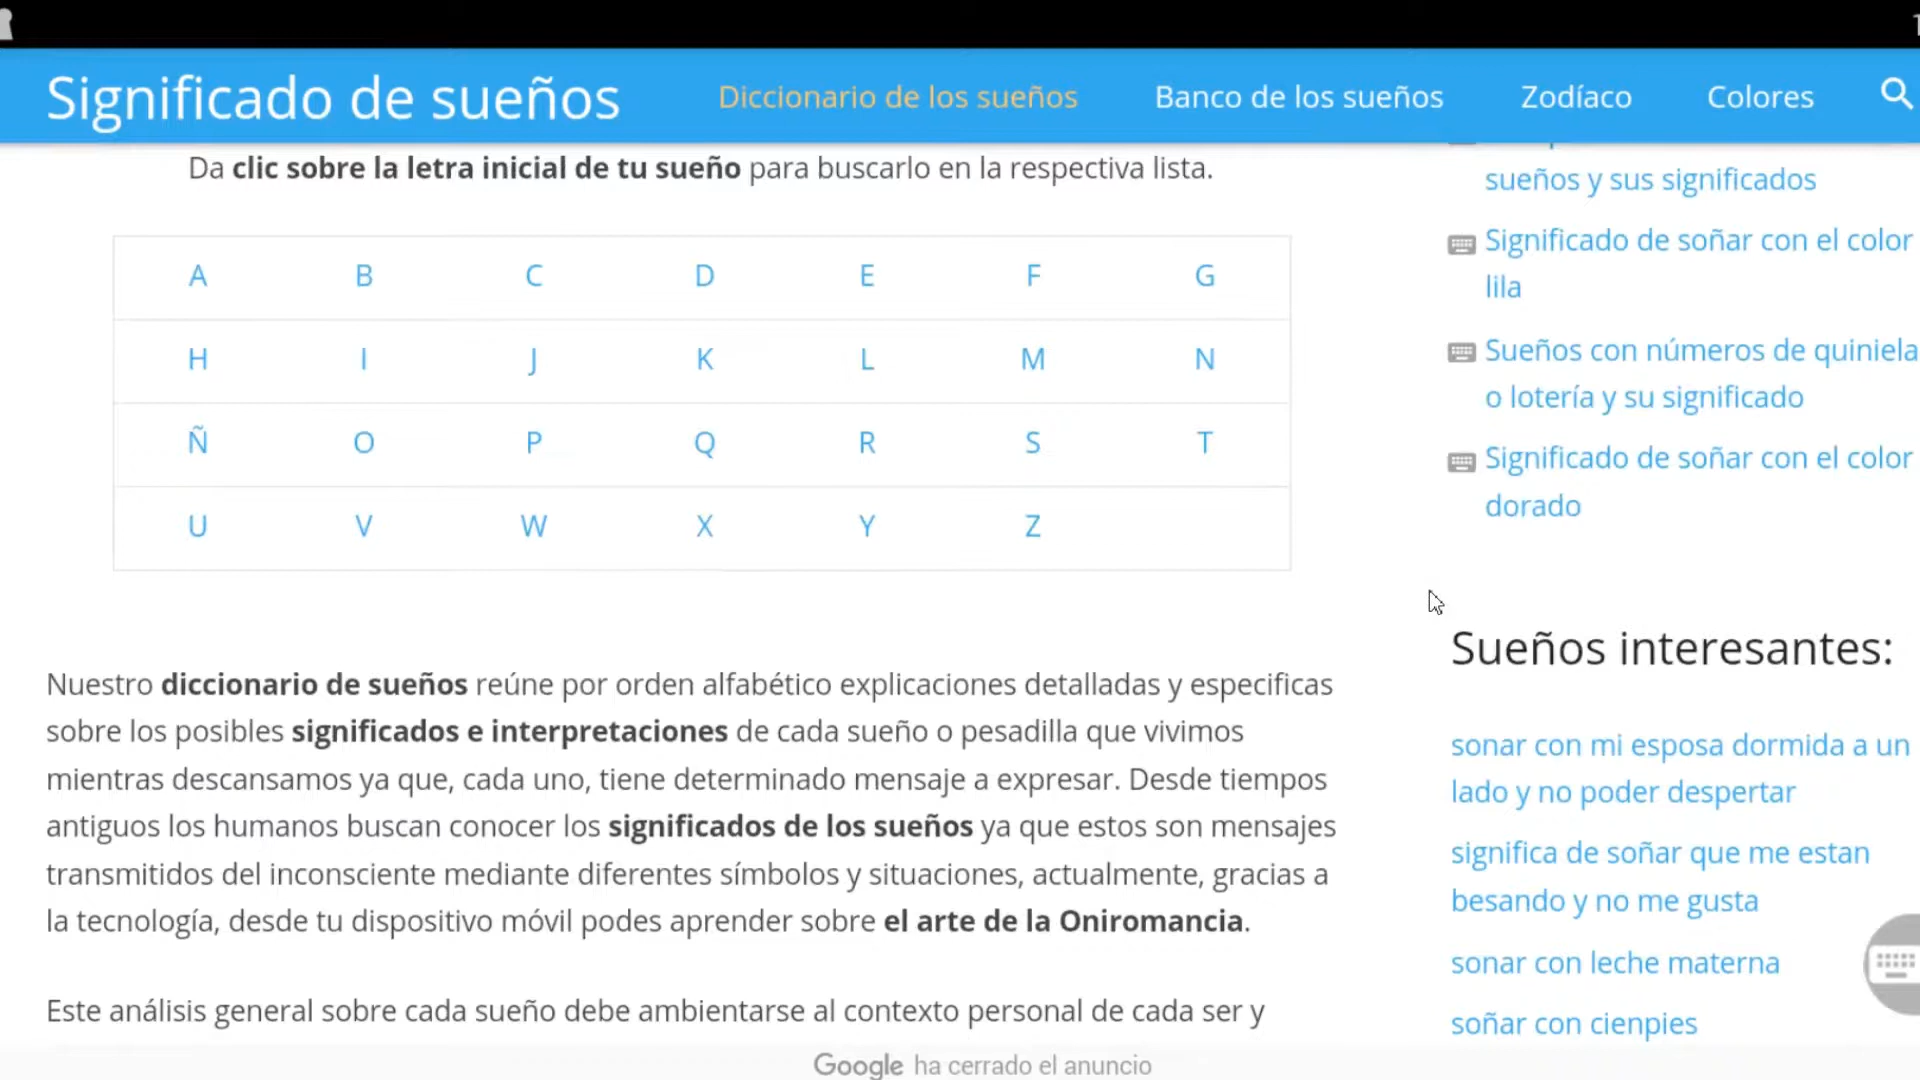 Significado de sueños
Diccionario de los sueños
Banco de los sueños
Zodíaco
Colores
Da clic sobre la letra inicial de tu sueño para buscarlo en la respectiva lista.
A B C D E F G
H I J K L M N
Ñ O P Q R S T
U V W X Y Z
Nuestro diccionario de sueños reúne por orden alfabético explicaciones detalladas y especificas
sobre los posibles significados e interpretaciones de cada sueño o pesadilla que vivimos
mientras descansamos ya que, cada uno, tiene determinado mensaje a expresar. Desde tiempos
antiguos los humanos buscan conocer los significados de los sueños ya que estos son mensajes
transmitidos del inconsciente mediante diferentes símbolos y situaciones, actualmente, gracias a
la tecnología, desde tu dispositivo móvil podes aprender sobre el arte de la Oniromancia.
Este análisis general sobre cada sueño debe ambientarse al contexto personal de cada ser y
sueños y sus significados
Significado de soñar con el color
lila
Sueños con números de quiniela
o lotería y su significado
Significado de soñar con el color
dorado
Sueños interesantes:
sonar con mi esposa dormida a un
lado y no poder despertar
significa de soñar que me estan
besando y no me gusta
sonar con leche materna
soñar con cienpies
Google ha cerrado el anuncio